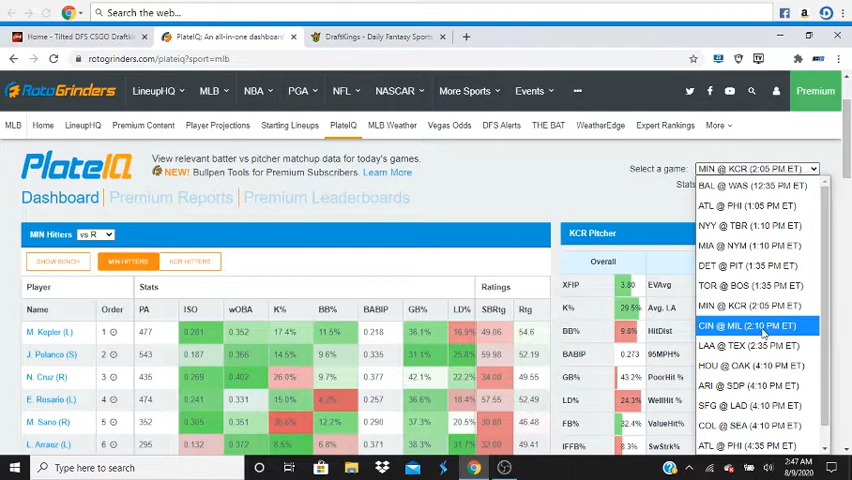 Search the web...
Home - Tilted DFS CSGO Draftki
PlateIQ: An all-in-one dashboard
DraftKings - Daily Fantasy Sports
rotogrinders.com/plateiq?sport=mlb
RotoGrinders LineupHQ MLB NBA PGA NFL NASCAR More Sports Events Premium
MLB Home LineupHQ Premium Content Player Projections Starting Lineups PlateIQ MLB Weather Vegas Odds DFS Alerts THE BAT WeatherEdge Expert Rankings More
PlateIQ
View relevant batter vs pitcher matchup data for today's games.
NEW! Bullpen Tools for Premium Subscribers. Learn More
Select a game: MIN @ KCR (2:05 PM ET)
Stats
Dashboard Premium Reports Premium Leaderboards
BAL @ WAS (12:35 PM ET)
ATL @ PHI (1:05 PM ET)
NYY @ TBR (1:10 PM ET)
MIA @ NYM (1:10 PM ET)
DET @ PIT (1:35 PM ET)
TOR @ BOS (1:35 PM ET)
MIN @ KCR (2:05 PM ET)
CIN @ MIL (2:10 PM ET)
LAA @ TEX (2:35 PM ET)
HOU @ OAK (4:10 PM ET)
ARI @ SDP (4:10 PM ET)
SFG @ LAD (4:10 PM ET)
COL @ SEA (4:10 PM ET)
ATL @ PHI (4:35 PM ET)
MIN Hitters vs R
SHOW BENCH MIN HITTERS KCR HITTERS
Player Stats Ratings
Name Order PA ISO wOBA K% BB% BABIP GB% LD% SBRtg Rtg
M. Kepler (L) 1 477 0.281 0.352 17.4% 11.5% 0.218 36.1% 16.9% 49.06 54.6
J. Polanco (S) 2 543 0.187 0.366 14.5% 9.6% 0.334 31.1% 25.8% 59.98 52.19
N. Cruz (R) 3 435 0.269 0.402 26.0% 9.7% 0.377 42.1% 22.2% 34.00 49.55
E. Rosario (L) 4 474 0.241 0.331 15.0% 4.2% 0.261 36.6% 18.4% 57.55 49.24
M. Sano (R) 5 352 0.305 0.351 36.6% 12.2% 0.290 37.3% 20.5% 30.80 46.48
L. Arraez (L) 6 295 0.132 0.372 8.5% 6.8% 0.338 37.8% 31.7% 32.00 49.41
KCR Pitcher
Overall
XFIP 3.80 EVAvg
K% 29.5% Avg. LA
BB% 9.8% HitDist
BABIP 0.273 95MPH%
GB% 43.2% PoorHit %
LD% 24.3% WellHit %
FB% 32.4% ValueHit%
IFFB% 8.3% SwStrk%
Type here to search
2:47 AM
8/9/2020